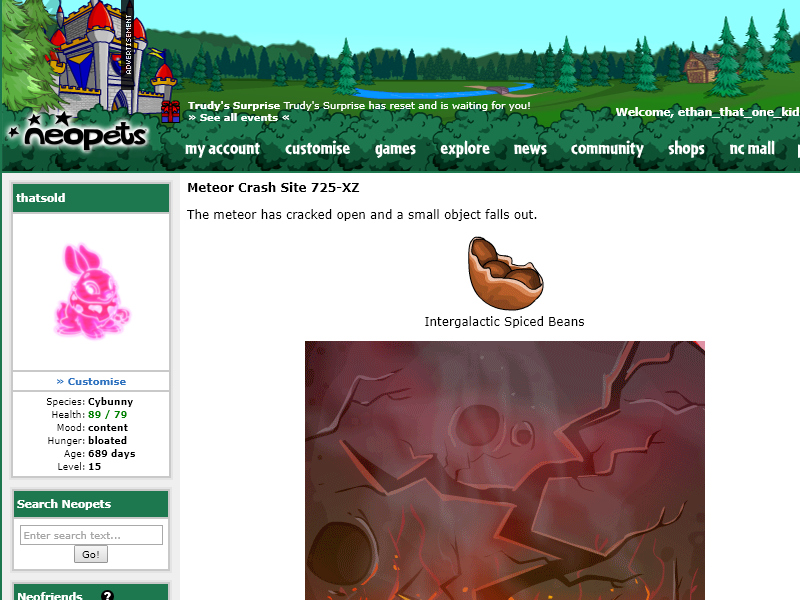 ADVERTISEMENT
Trudy's Surprise Trudy's Surprise has reset and is waiting for you!
» See all events «
Welcome, ethan_that_one_kid
neopets
my account customise games explore news community shops nc mall
thatsold
» Customise
Species: Cybunny
Health: 89 / 79
Mood: content
Hunger: bloated
Age: 689 days
Level: 15
Search Neopets
Enter search text...
Go!
Neofriends ?
Meteor Crash Site 725-XZ
The meteor has cracked open and a small object falls out.
Intergalactic Spiced Beans